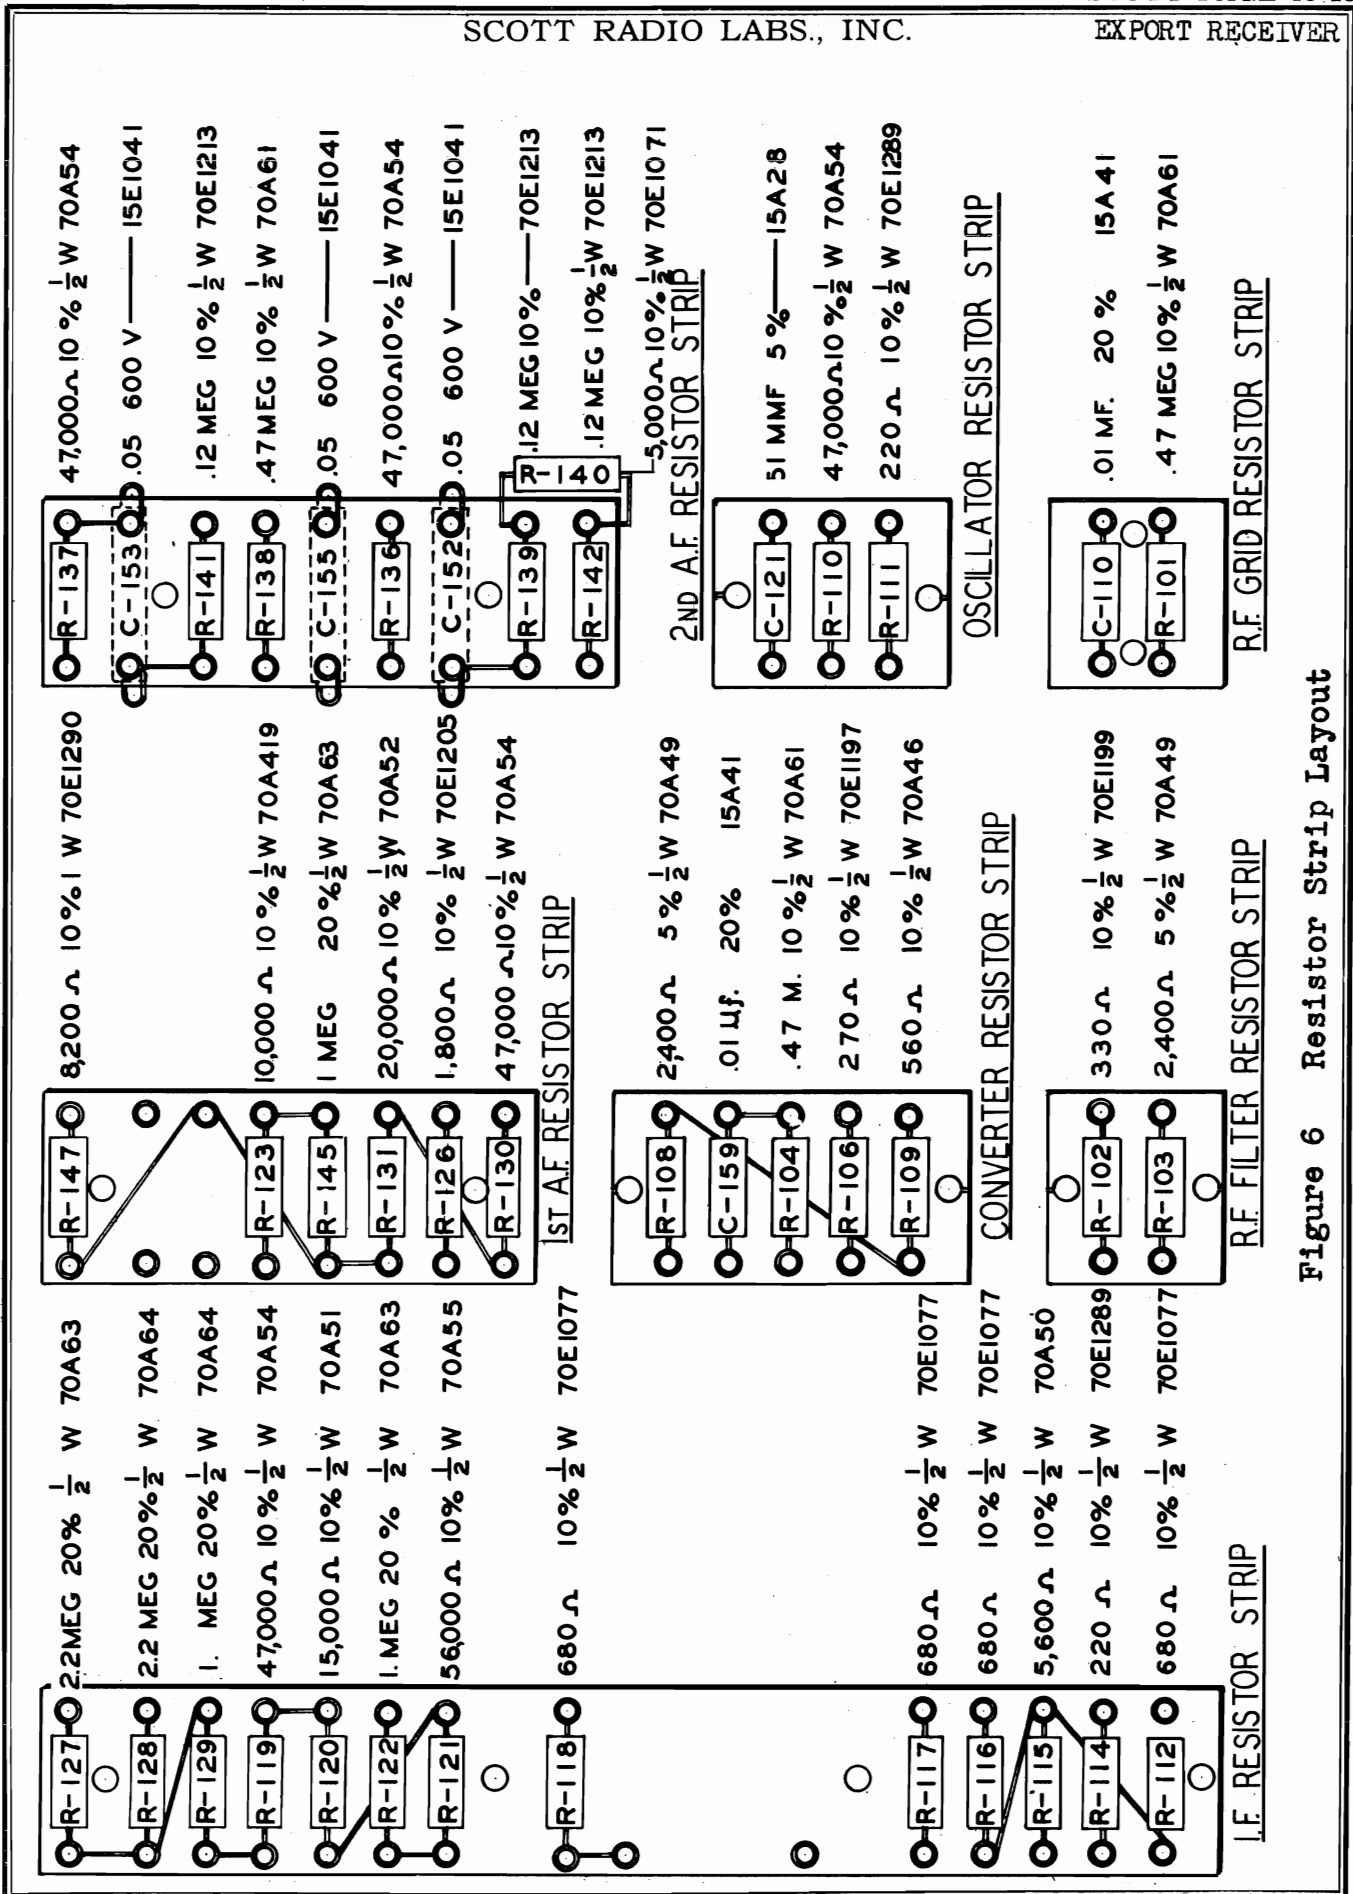 SCOTT RADIO LABS., INC.
EXPORT RECEIVER
R-137 47,000Ω 10% ½ W 70A54
C-153 .05 600 V 15E1041
R-141 .12 MEG 10% ½ W 70E1213
R-138 .47 MEG 10% ½ W 70A61
C-155 .05 600 V 15E1041
R-136 47,000Ω 10% ½ W 70A54
C-152 .05 600 V 15E1041
R-139 .12 MEG 10% 70E1213
R-142 .12 MEG 10% ½ W 70E1213
R-140 5,000Ω 10% ½ W 70E1071
2ND A.F. RESISTOR STRIP
C-121 51 MMF 5% 15A28
R-110 47,000Ω 10% ½ W 70A54
R-111 220Ω 10% ½ W 70E1289
OSCILLATOR RESISTOR STRIP
C-110 .01 MF. 20% 15A41
R-101 .47 MEG 10% ½ W 70A61
R.F. GRID RESISTOR STRIP
R-147 8,200Ω 10% 1 W 70E1290
R-123 10,000Ω 10% ½ W 70A419
R-145 1 MEG 20% ½ W 70A63
R-131 20,000Ω 10% ½ W 70A52
R-126 1,800Ω 10% ½ W 70E1205
R-130 47,000Ω 10% ½ W 70A54
1ST A.F. RESISTOR STRIP
R-108 2,400Ω 5% ½ W 70A49
C-159 .01 uf. 20% 15A41
R-104 .47 M. 10% ½ W 70A61
R-106 270Ω 10% ½ W 70E1197
R-109 560Ω 10% ½ W 70A46
CONVERTER RESISTOR STRIP
R-102 330Ω 10% ½ W 70E1199
R-103 2,400Ω 5% ½ W 70A49
R.F. FILTER RESISTOR STRIP
R-127 2.2 MEG 20% ½ W 70A63
R-128 2.2 MEG 20% ½ W 70A64
R-129 1. MEG 20% ½ W 70A64
R-119 47,000Ω 10% ½ W 70A54
R-120 15,000Ω 10% ½ W 70A51
R-122 1. MEG 20% ½ W 70A63
R-121 56,000Ω 10% ½ W 70A55
R-118 680Ω 10% ½ W 70E1077
R-117 680Ω 10% ½ W 70E1077
R-116 680Ω 10% ½ W 70E1077
R-115 5,600Ω 10% ½ W 70A50
R-114 220Ω 10% ½ W 70E1289
R-112 680Ω 10% ½ W 70E1077
I.F. RESISTOR STRIP
Figure 6 Resistor Strip Layout